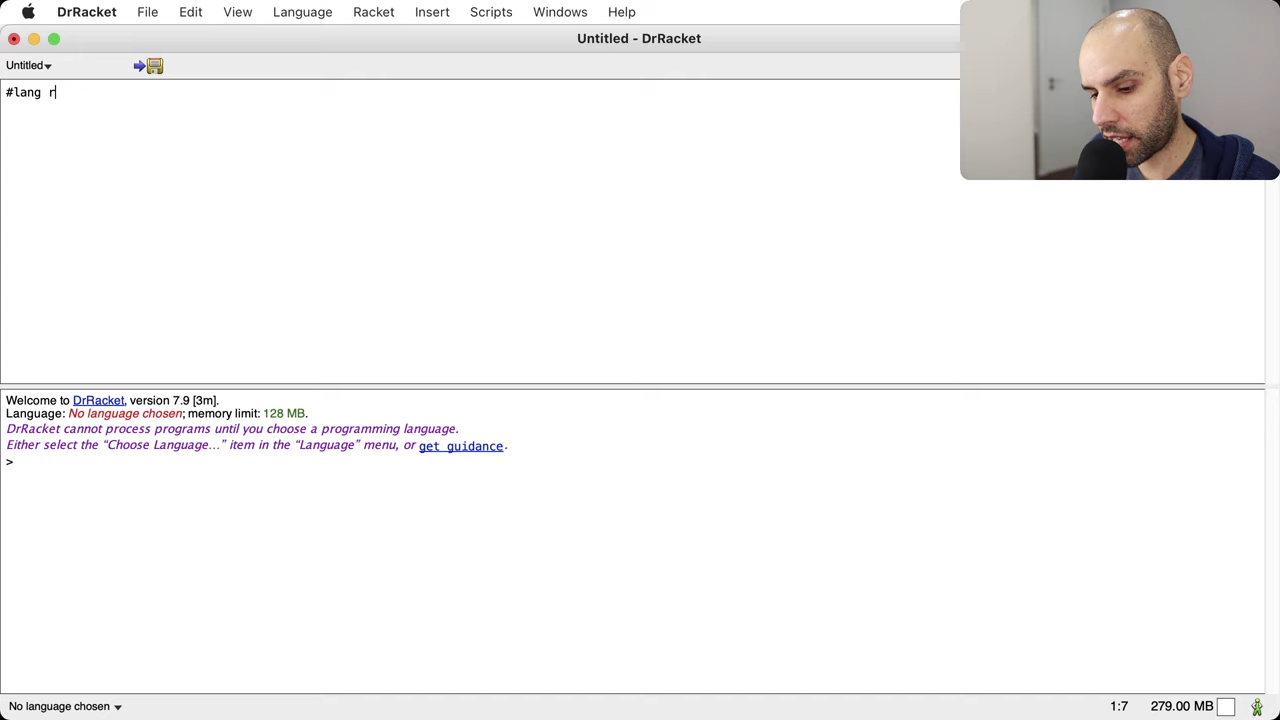 DrRacket File Edit View Language Racket Insert Scripts Windows Help
Untitled - DrRacket
Untitled
#lang r
Welcome to DrRacket, version 7.9 [3m].
Language: No language chosen; memory limit: 128 MB.
DrRacket cannot process programs until you choose a programming language.
Either select the “Choose Language…” item in the “Language” menu, or get guidance.
>
No language chosen 1:7 279.00 MB